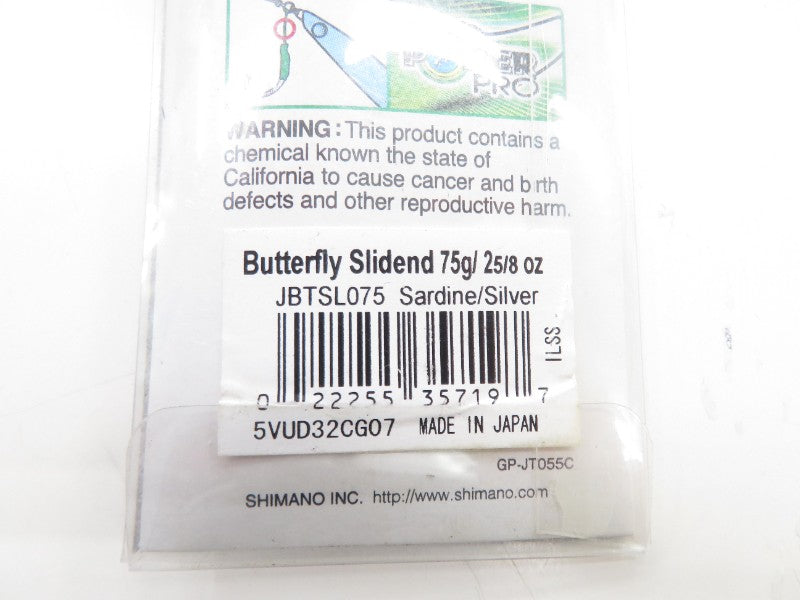 POWER
PRO
WARNING: This product contains a
chemical known the state of
California to cause cancer and birth
defects and other reproductive harm.
Butterfly Slidend 75g/ 25/8 oz
JBTSL075 Sardine/Silver
ILSS
0 22255 35719 7
5VUD32CG07 MADE IN JAPAN
GP-JT055C
SHIMANO INC. http://www.shimano.com